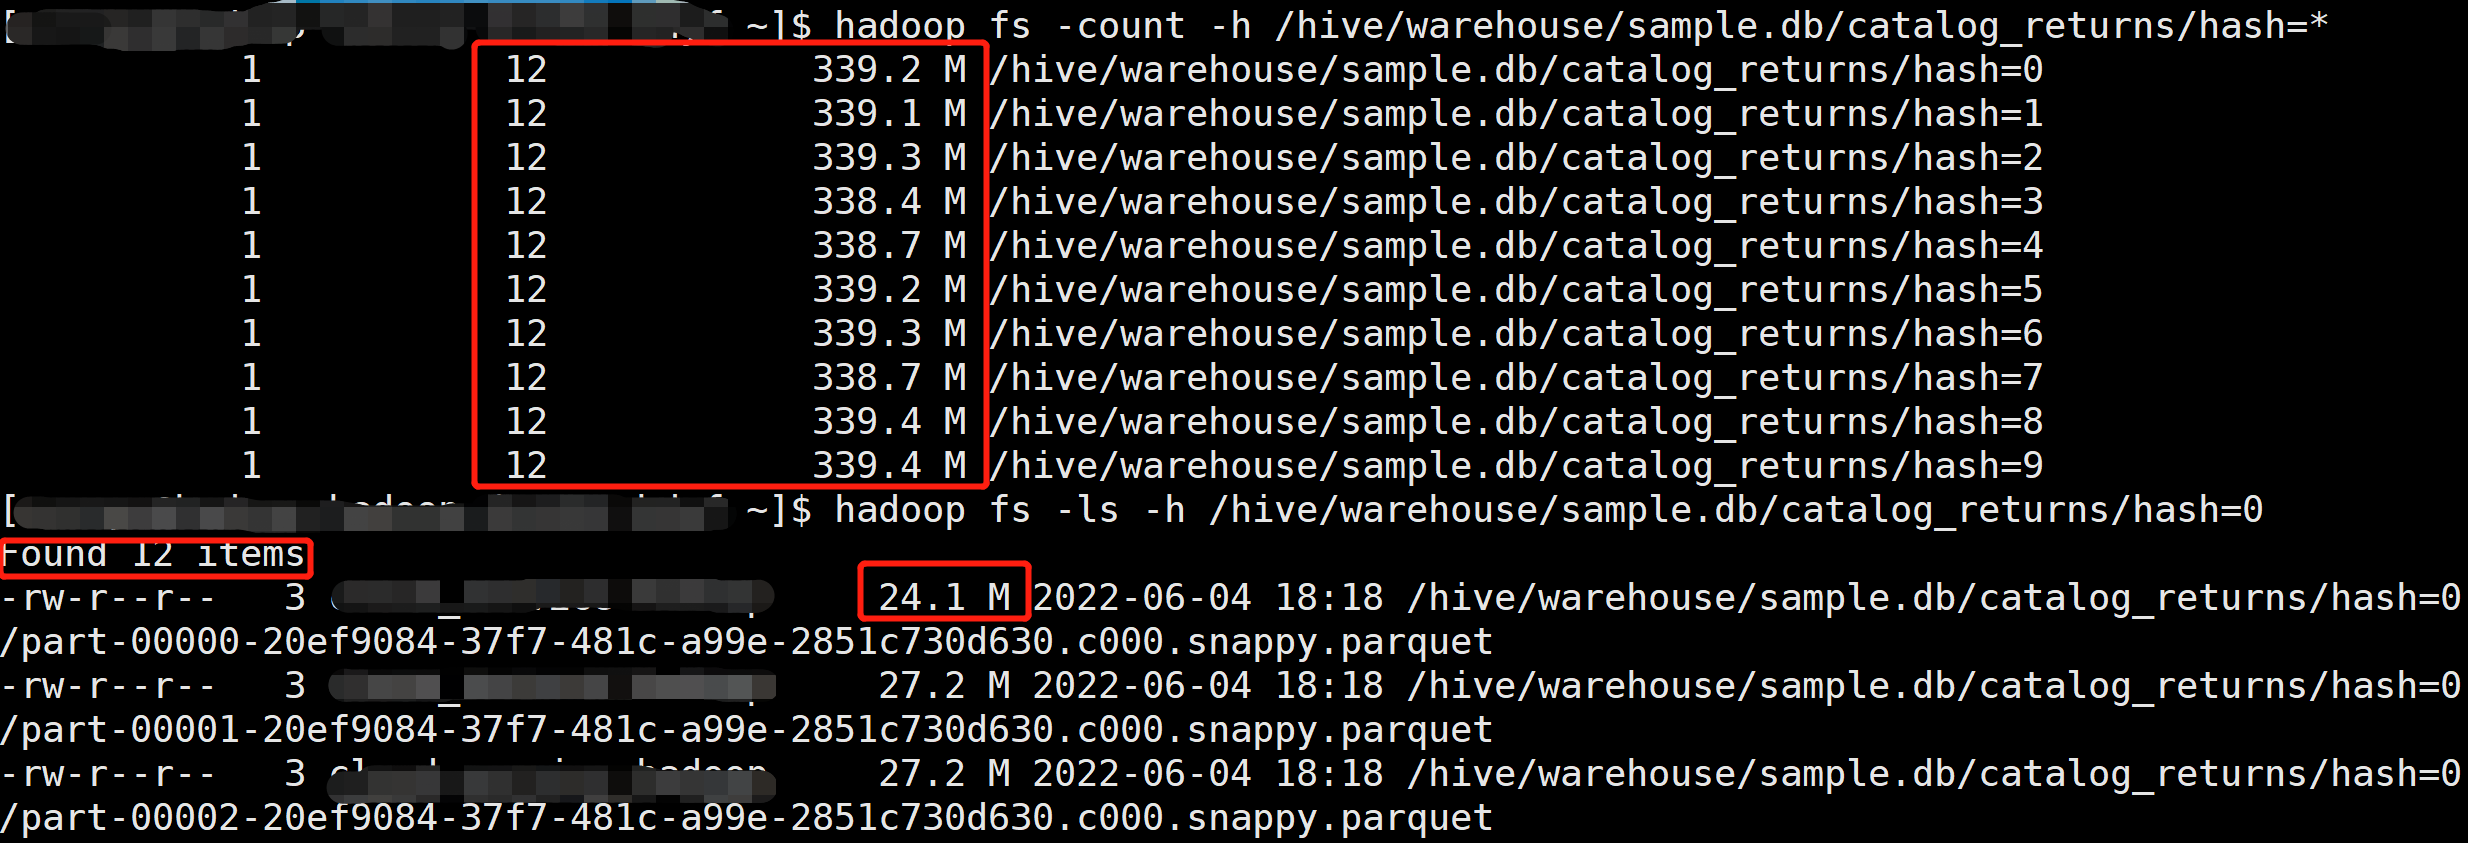 [ ~]$ hadoop fs -count -h /hive/warehouse/sample.db/catalog_returns/hash=*
1 12 339.2 M /hive/warehouse/sample.db/catalog_returns/hash=0
1 12 339.1 M /hive/warehouse/sample.db/catalog_returns/hash=1
1 12 339.3 M /hive/warehouse/sample.db/catalog_returns/hash=2
1 12 338.4 M /hive/warehouse/sample.db/catalog_returns/hash=3
1 12 338.7 M /hive/warehouse/sample.db/catalog_returns/hash=4
1 12 339.2 M /hive/warehouse/sample.db/catalog_returns/hash=5
1 12 339.3 M /hive/warehouse/sample.db/catalog_returns/hash=6
1 12 338.7 M /hive/warehouse/sample.db/catalog_returns/hash=7
1 12 339.4 M /hive/warehouse/sample.db/catalog_returns/hash=8
1 12 339.4 M /hive/warehouse/sample.db/catalog_returns/hash=9
[ ~]$ hadoop fs -ls -h /hive/warehouse/sample.db/catalog_returns/hash=0
Found 12 items
-rw-r--r-- 3 24.1 M 2022-06-04 18:18 /hive/warehouse/sample.db/catalog_returns/hash=0
/part-00000-20ef9084-37f7-481c-a99e-2851c730d630.c000.snappy.parquet
-rw-r--r-- 3 27.2 M 2022-06-04 18:18 /hive/warehouse/sample.db/catalog_returns/hash=0
/part-00001-20ef9084-37f7-481c-a99e-2851c730d630.c000.snappy.parquet
-rw-r--r-- 3 27.2 M 2022-06-04 18:18 /hive/warehouse/sample.db/catalog_returns/hash=0
/part-00002-20ef9084-37f7-481c-a99e-2851c730d630.c000.snappy.parquet